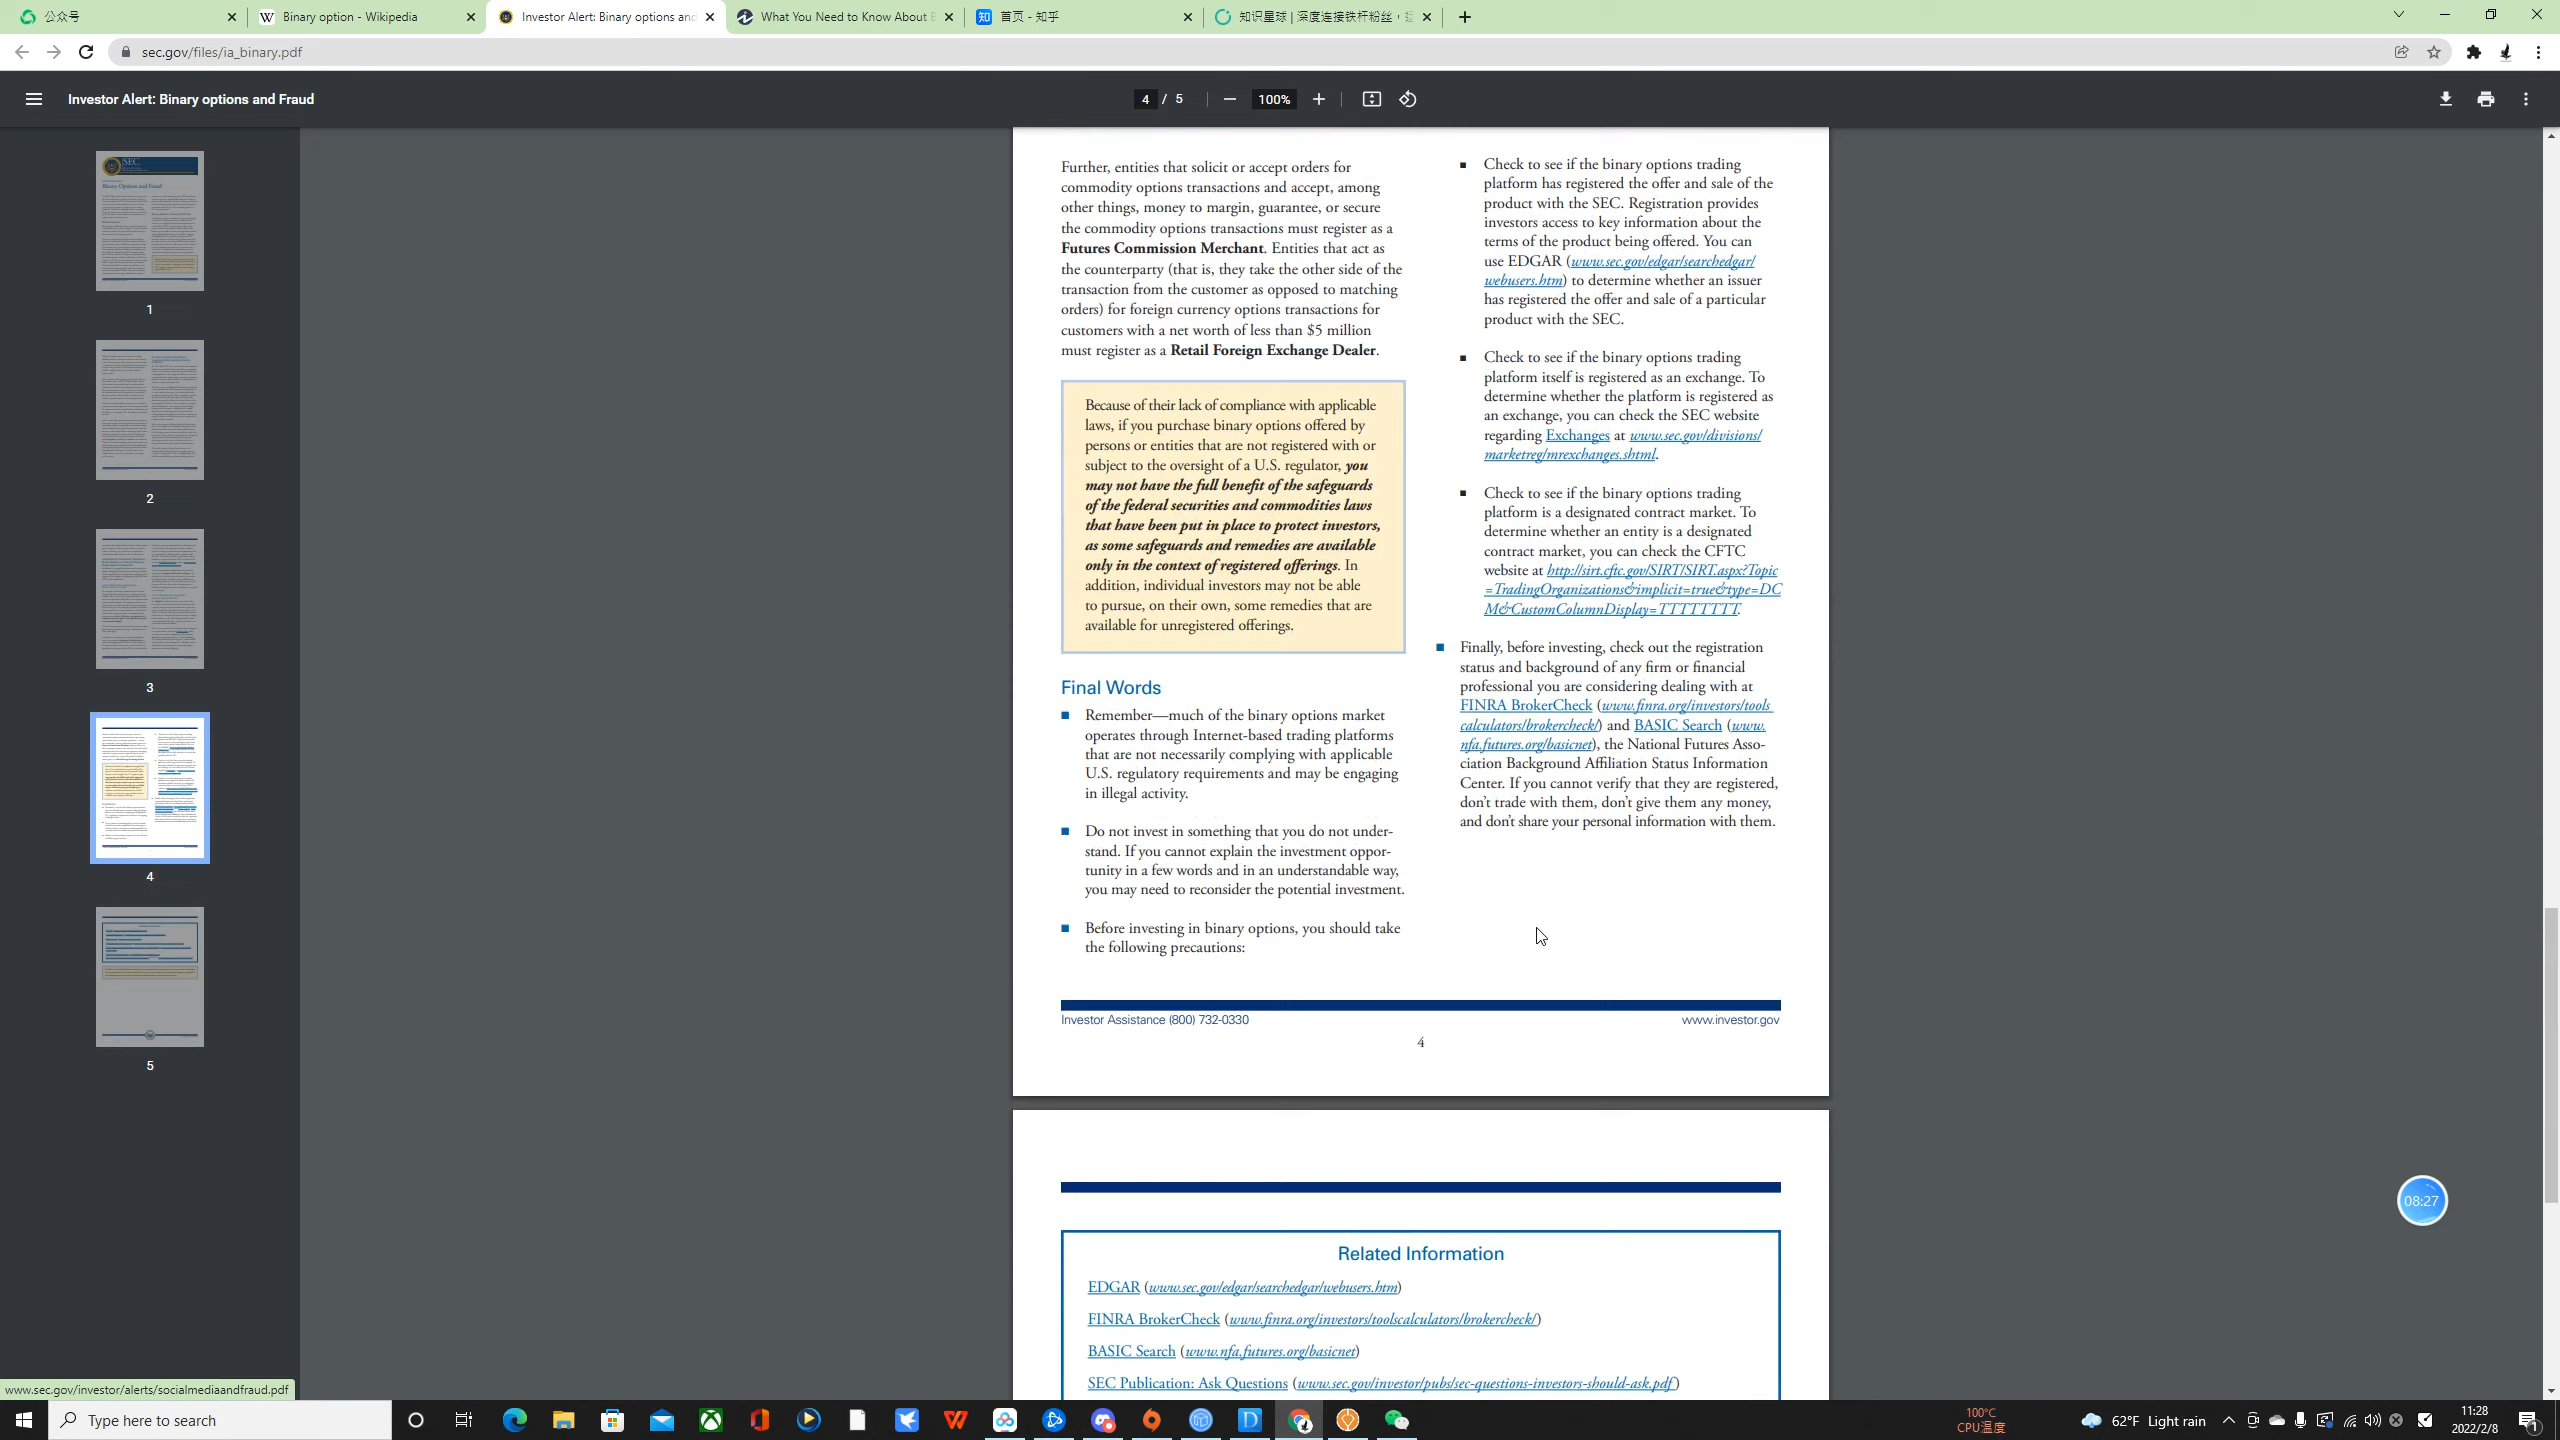 公众号
Binary option - Wikipedia
Investor Alert: Binary options and
What You Need to Know About
首页 - 知乎
知识星球 | 深度连接铁杆粉丝,
sec.gov/files/ia_binary.pdf
Investor Alert: Binary options and Fraud
4 / 5
100%
1
2
3
4
5
Further, entities that solicit or accept orders for
commodity options transactions and accept, among
other things, money to margin, guarantee, or secure
the commodity options transactions must register as a
Futures Commission Merchant. Entities that act as
the counterparty (that is, they take the other side of the
transaction from the customer as opposed to matching
orders) for foreign currency options transactions for
customers with a net worth of less than $5 million
must register as a Retail Foreign Exchange Dealer.
Because of their lack of compliance with applicable
laws, if you purchase binary options offered by
persons or entities that are not registered with or
subject to the oversight of a U.S. regulator, you
may not have the full benefit of the safeguards
of the federal securities and commodities laws
that have been put in place to protect investors,
as some safeguards and remedies are available
only in the context of registered offerings. In
addition, individual investors may not be able
to pursue, on their own, some remedies that are
available for unregistered offerings.
Final Words
Remember—much of the binary options market
operates through Internet-based trading platforms
that are not necessarily complying with applicable
U.S. regulatory requirements and may be engaging
in illegal activity.
Do not invest in something that you do not under-
stand. If you cannot explain the investment oppor-
tunity in a few words and in an understandable way,
you may need to reconsider the potential investment.
Before investing in binary options, you should take
the following precautions:
Check to see if the binary options trading
platform has registered the offer and sale of the
product with the SEC. Registration provides
investors access to key information about the
terms of the product being offered. You can
use EDGAR (www.sec.gov/edgar/searchedgar/
webusers.htm) to determine whether an issuer
has registered the offer and sale of a particular
product with the SEC.
Check to see if the binary options trading
platform itself is registered as an exchange. To
determine whether the platform is registered as
an exchange, you can check the SEC website
regarding Exchanges at www.sec.gov/divisions/
marketreg/mrexchanges.shtml.
Check to see if the binary options trading
platform is a designated contract market. To
determine whether an entity is a designated
contract market, you can check the CFTC
website at http://sirt.cftc.gov/SIRT/SIRT.aspx?Topic
=TradingOrganizations&implicit=true&type=DC
M&CustomColumnDisplay=TTTTTTTT.
Finally, before investing, check out the registration
status and background of any firm or financial
professional you are considering dealing with at
FINRA BrokerCheck (www.finra.org/investors/tools
calculators/brokercheck/) and BASIC Search (www.
nfa.futures.org/basicnet), the National Futures Asso-
ciation Background Affiliation Status Information
Center. If you cannot verify that they are registered,
don't trade with them, don't give them any money,
and don't share your personal information with them.
Investor Assistance (800) 732-0330
www.investor.gov
4
Related Information
EDGAR (www.sec.gov/edgar/searchedgar/webusers.htm)
FINRA BrokerCheck (www.finra.org/investors/toolscalculators/brokercheck/)
BASIC Search (www.nfa.futures.org/basicnet)
SEC Publication: Ask Questions (www.sec.gov/investor/pubs/sec-questions-investors-should-ask.pdf)
08:27
www.sec.gov/investor/alerts/socialmediaandfraud.pdf
Type here to search
100°C
CPU温度
62°F Light rain
11:28
2022/2/8
1